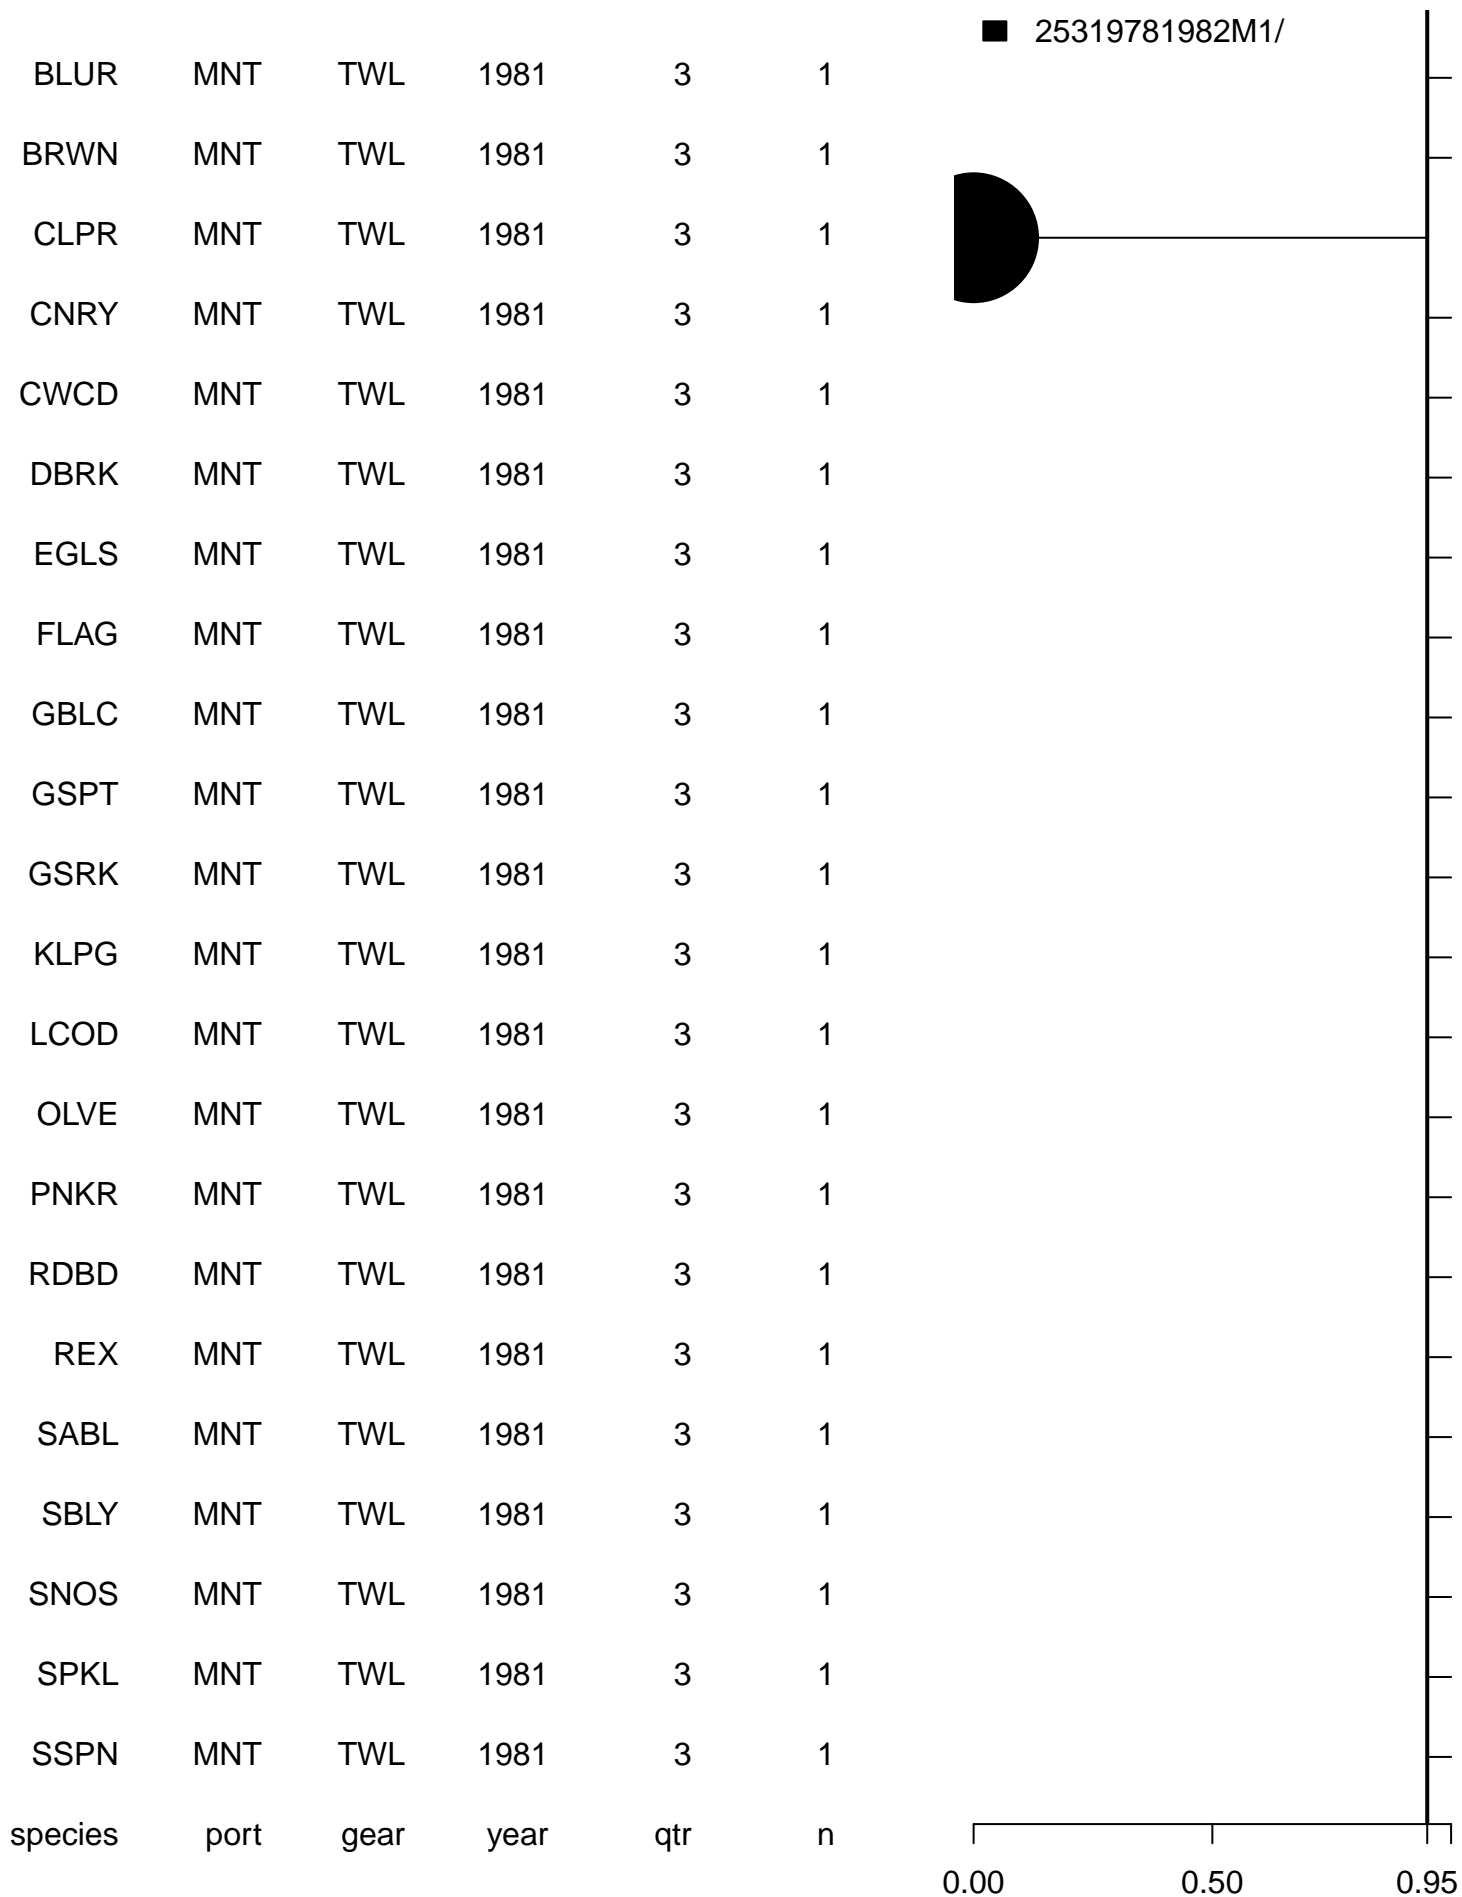 25319781982M1/
BLUR MNT TWL 1981 3 1
BRWN MNT TWL 1981 3 1
CLPR MNT TWL 1981 3 1
CNRY MNT TWL 1981 3 1
CWCD MNT TWL 1981 3 1
DBRK MNT TWL 1981 3 1
EGLS MNT TWL 1981 3 1
FLAG MNT TWL 1981 3 1
GBLC MNT TWL 1981 3 1
GSPT MNT TWL 1981 3 1
GSRK MNT TWL 1981 3 1
KLPG MNT TWL 1981 3 1
LCOD MNT TWL 1981 3 1
OLVE MNT TWL 1981 3 1
PNKR MNT TWL 1981 3 1
RDBD MNT TWL 1981 3 1
REX MNT TWL 1981 3 1
SABL MNT TWL 1981 3 1
SBLY MNT TWL 1981 3 1
SNOS MNT TWL 1981 3 1
SPKL MNT TWL 1981 3 1
SSPN MNT TWL 1981 3 1
species port gear year qtr n
0.00 0.50 0.95